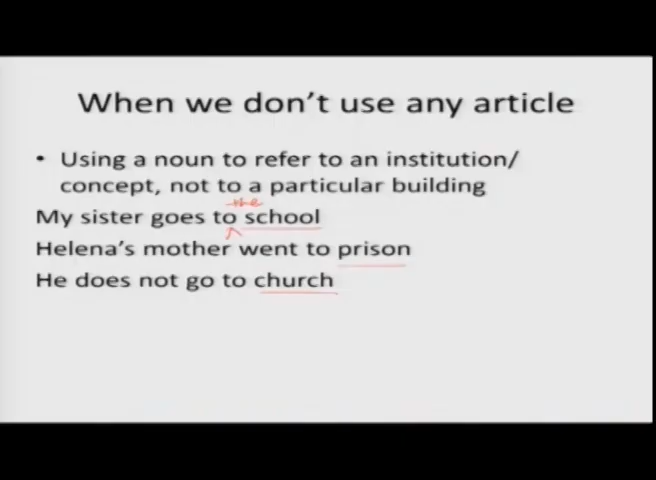 When we don't use any article
• Using a noun to refer to an institution/
concept, not to a particular building
the
My sister goes to school
Helena's mother went to prison
He does not go to church